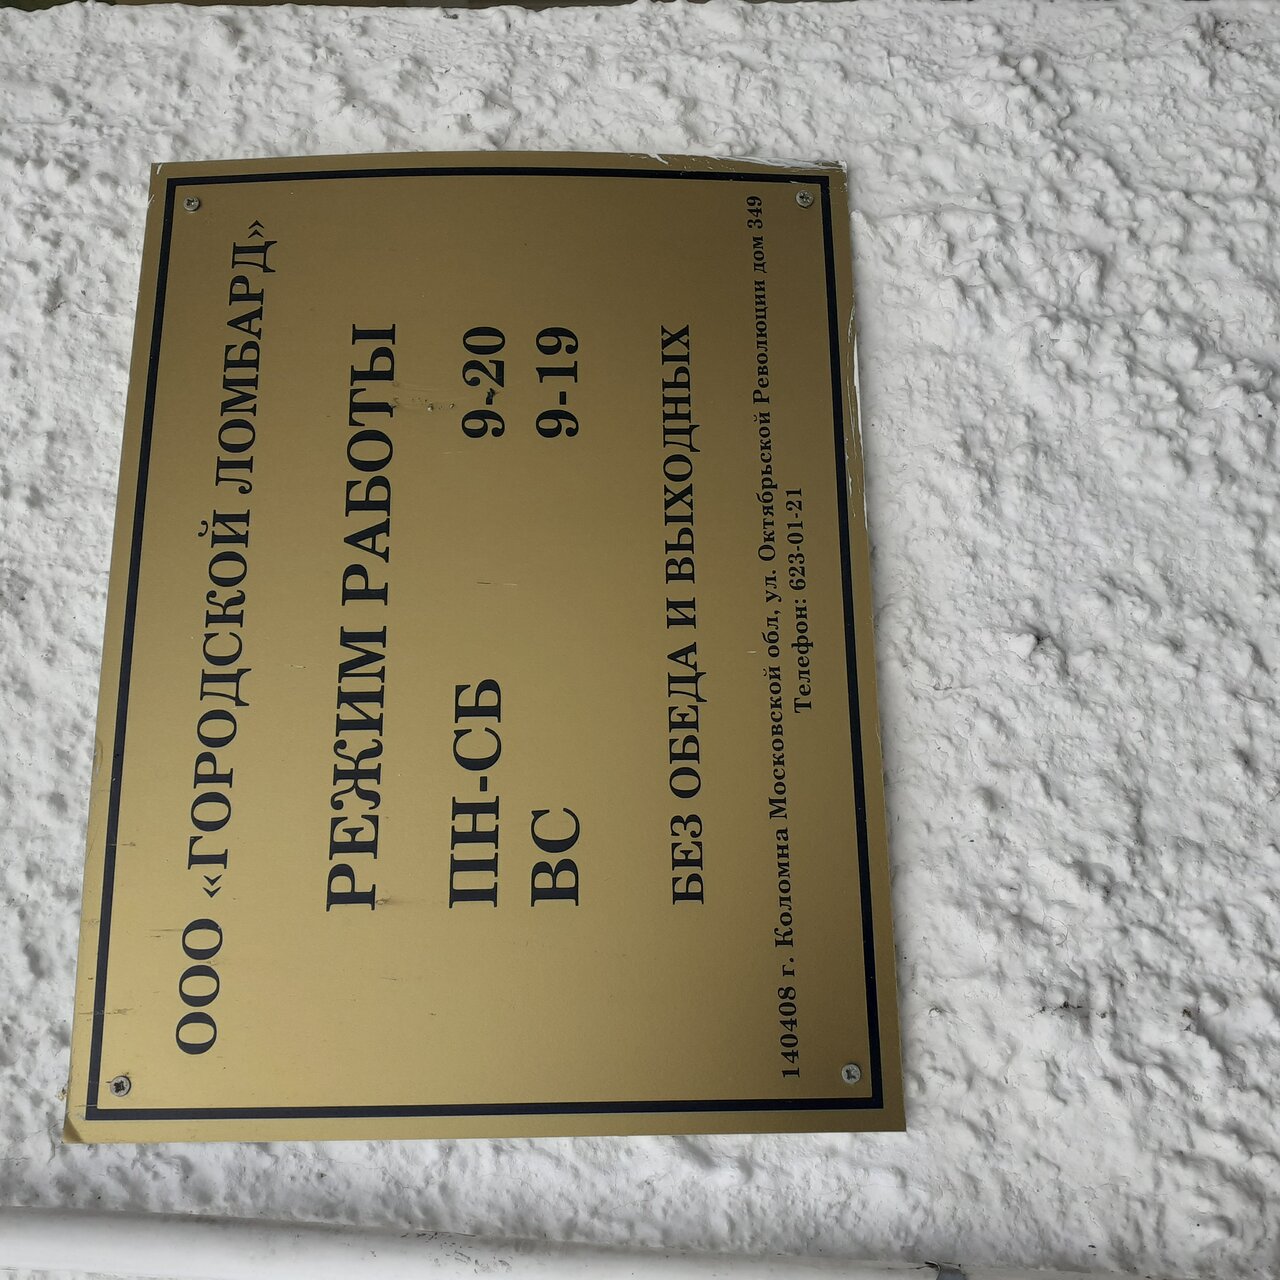 ООО «ГОРОДСКОЙ ЛОМБАРД»
РЕЖИМ РАБОТЫ
ПН-СБ 9-20
ВС 9-19
БЕЗ ОБЕДА И ВЫХОДНЫХ
140408 г. Коломна Московской обл, ул. Октябрьской Революции дом 349
Телефон: 623-01-21